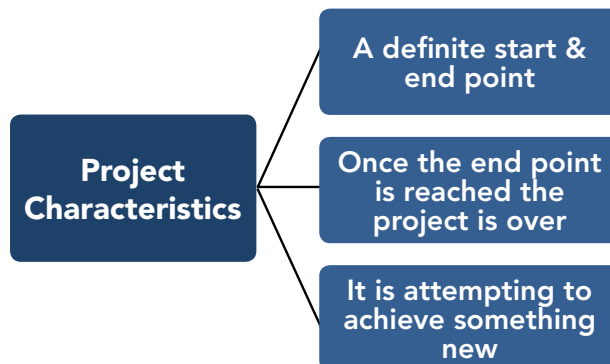 Project
Characteristics
A definite start &
end point
Once the end point
is reached the
project is over
It is attempting to
achieve something
new